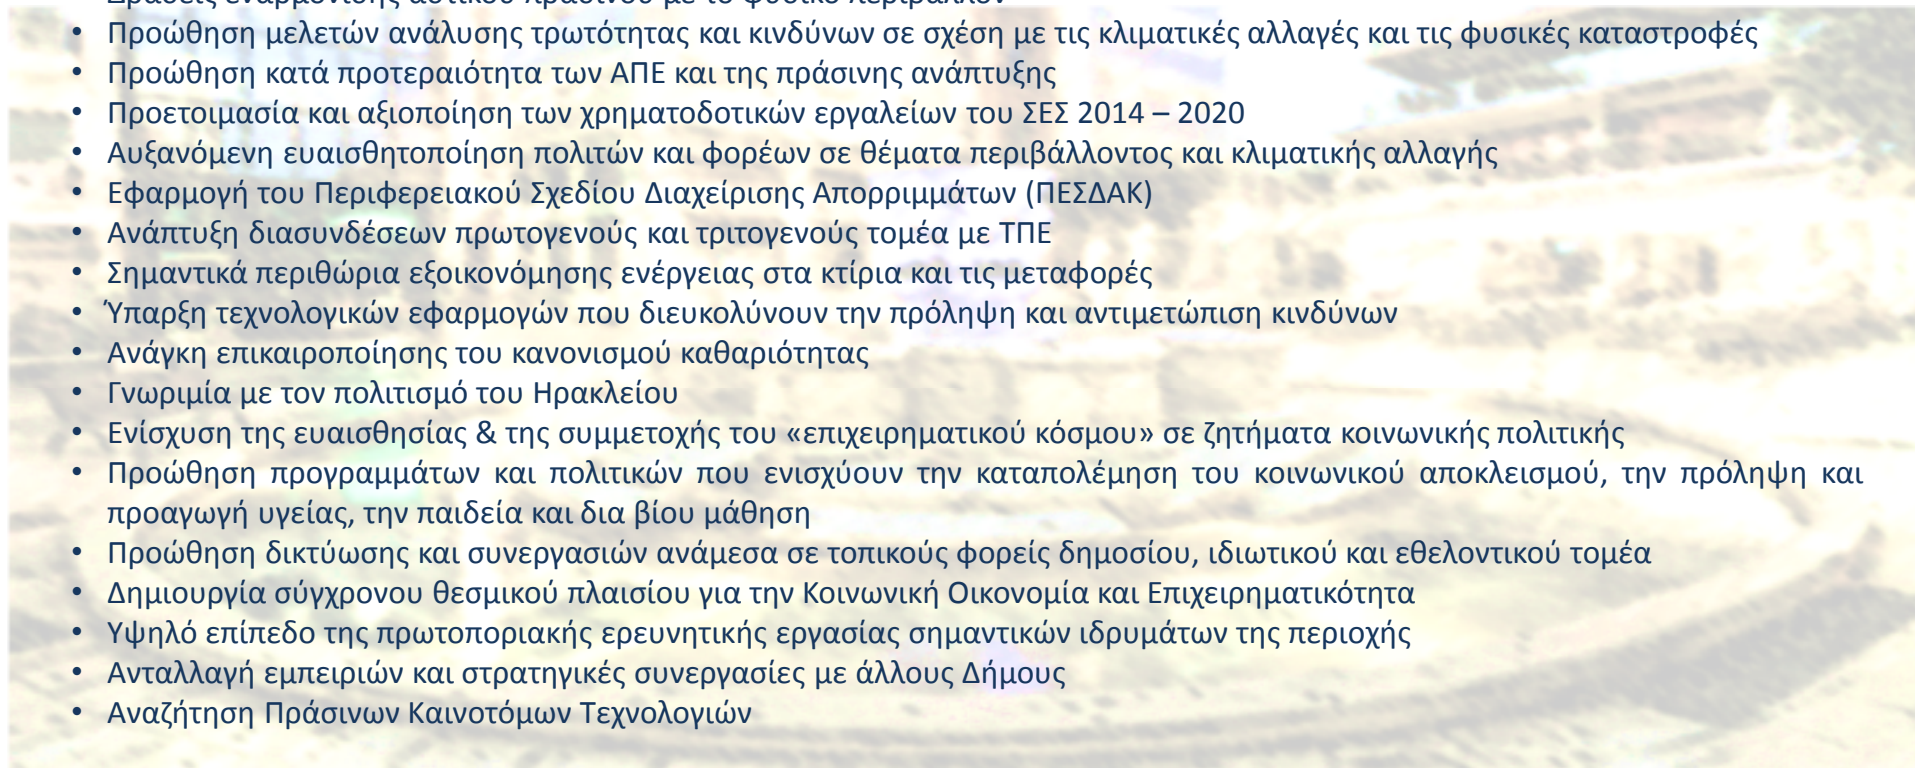 • Προώθηση μελετών ανάλυσης τρωτότητας και κινδύνων σε σχέση με τις κλιματικές αλλαγές και τις φυσικές καταστροφές
• Προώθηση κατά προτεραιότητα των ΑΠΕ και της πράσινης ανάπτυξης
• Προετοιμασία και αξιοποίηση των χρηματοδοτικών εργαλείων του ΣΕΣ 2014 – 2020
• Αυξανόμενη ευαισθητοποίηση πολιτών και φορέων σε θέματα περιβάλλοντος και κλιματικής αλλαγής
• Εφαρμογή του Περιφερειακού Σχεδίου Διαχείρισης Απορριμμάτων (ΠΕΣΔΑΚ)
• Ανάπτυξη διασυνδέσεων πρωτογενούς και τριτογενούς τομέα με ΤΠΕ
• Σημαντικά περιθώρια εξοικονόμησης ενέργειας στα κτίρια και τις μεταφορές
• Ύπαρξη τεχνολογικών εφαρμογών που διευκολύνουν την πρόληψη και αντιμετώπιση κινδύνων
• Ανάγκη επικαιροποίησης του κανονισμού καθαριότητας
• Γνωριμία με τον πολιτισμό του Ηρακλείου
• Ενίσχυση της ευαισθησίας & της συμμετοχής του «επιχειρηματικού κόσμου» σε ζητήματα κοινωνικής πολιτικής
• Προώθηση προγραμμάτων και πολιτικών που ενισχύουν την καταπολέμηση του κοινωνικού αποκλεισμού, την πρόληψη και
προαγωγή υγείας, την παιδεία και δια βίου μάθηση
• Προώθηση δικτύωσης και συνεργασιών ανάμεσα σε τοπικούς φορείς δημοσίου, ιδιωτικού και εθελοντικού τομέα
• Δημιουργία σύγχρονου θεσμικού πλαισίου για την Κοινωνική Οικονομία και Επιχειρηματικότητα
• Υψηλό επίπεδο της πρωτοποριακής ερευνητικής εργασίας σημαντικών ιδρυμάτων της περιοχής
• Ανταλλαγή εμπειριών και στρατηγικές συνεργασίες με άλλους Δήμους
• Αναζήτηση Πράσινων Καινοτόμων Τεχνολογιών